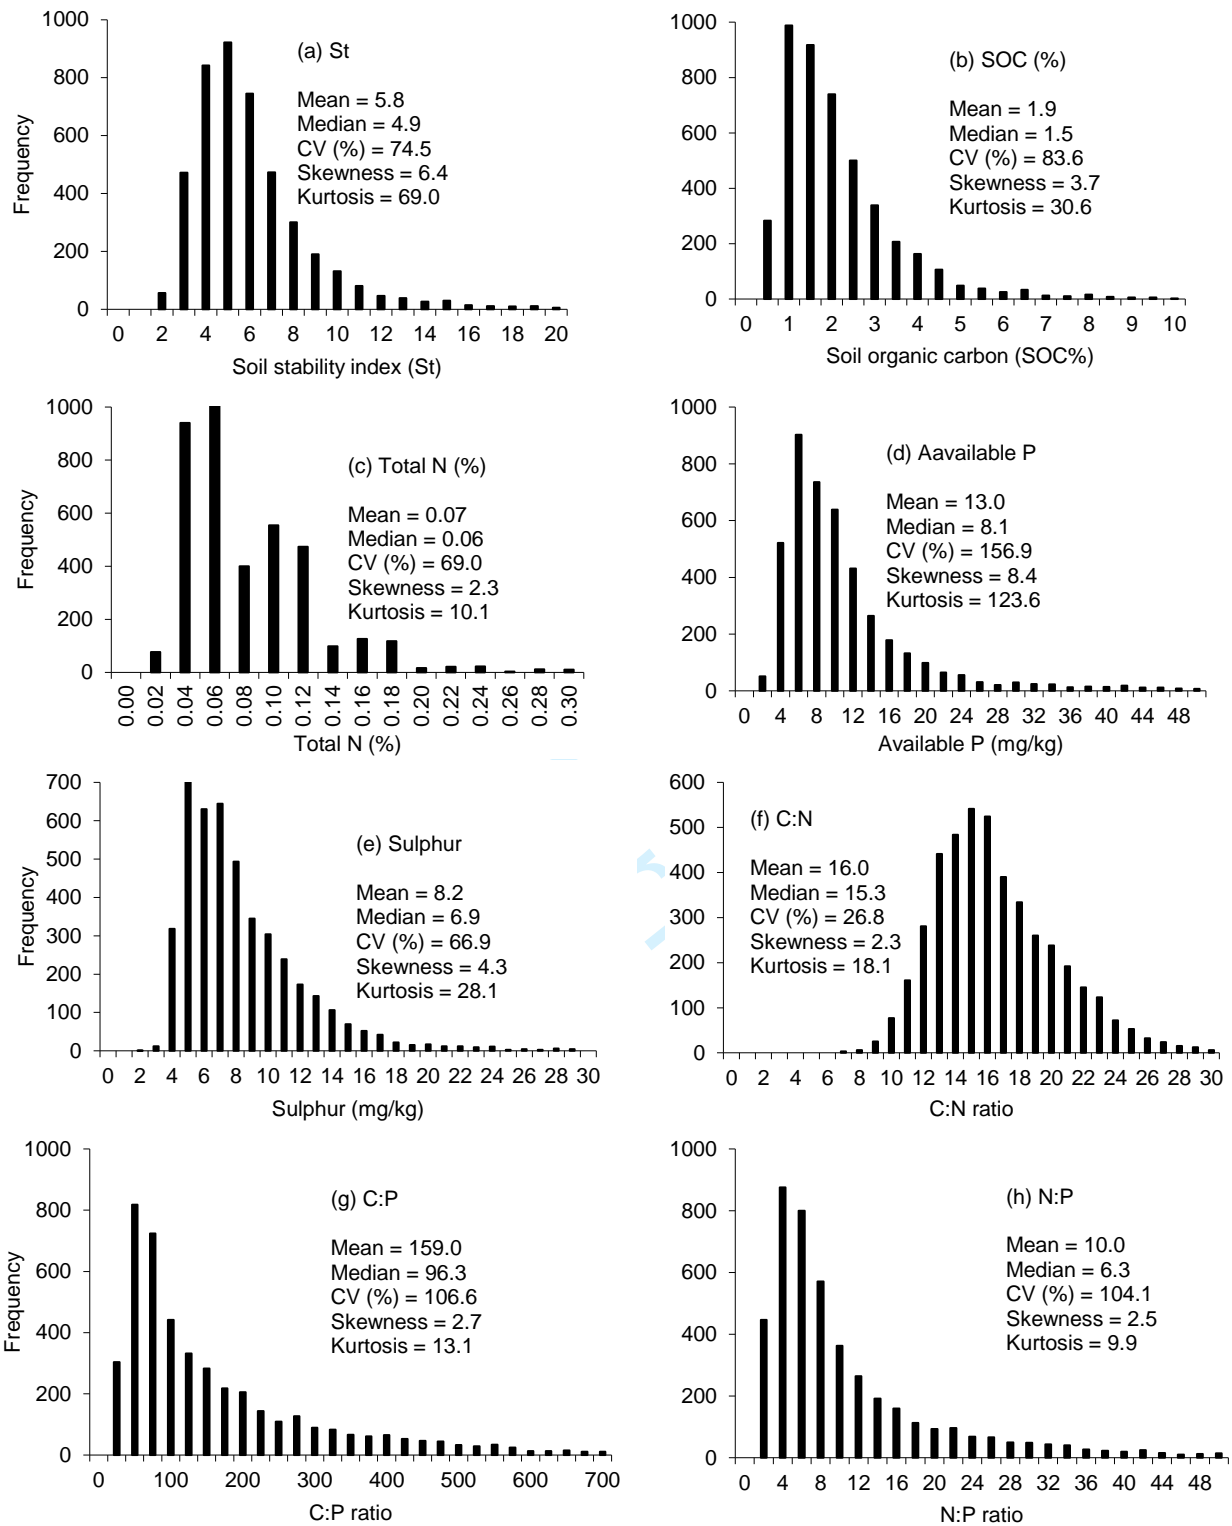 1000
800
600
400
200
0
Frequency
(a) St
Mean = 5.8
Median = 4.9
CV (%) = 74.5
Skewness = 6.4
Kurtosis = 69.0
0 2 4 6 8 10 12 14 16 18 20
Soil stability index (St)
1000
800
600
400
200
0
(b) SOC (%)
Mean = 1.9
Median = 1.5
CV (%) = 83.6
Skewness = 3.7
Kurtosis = 30.6
0 1 2 3 4 5 6 7 8 9 10
Soil organic carbon (SOC%)
1000
800
600
400
200
0
Frequency
(c) Total N (%)
Mean = 0.07
Median = 0.06
CV (%) = 69.0
Skewness = 2.3
Kurtosis = 10.1
0.00 0.02 0.04 0.06 0.08 0.10 0.12 0.14 0.16 0.18 0.20 0.22 0.24 0.26 0.28 0.30
Total N (%)
1000
800
600
400
200
0
(d) Aavailable P
Mean = 13.0
Median = 8.1
CV (%) = 156.9
Skewness = 8.4
Kurtosis = 123.6
0 4 8 12 16 20 24 28 32 36 40 44 48
Available P (mg/kg)
700
600
500
400
300
200
100
0
Frequency
(e) Sulphur
Mean = 8.2
Median = 6.9
CV (%) = 66.9
Skewness = 4.3
Kurtosis = 28.1
0 2 4 6 8 10 12 14 16 18 20 22 24 26 28 30
Sulphur (mg/kg)
600
500
400
300
200
100
0
(f) C:N
Mean = 16.0
Median = 15.3
CV (%) = 26.8
Skewness = 2.3
Kurtosis = 18.1
0 2 4 6 8 10 12 14 16 18 20 22 24 26 28 30
C:N ratio
1000
800
600
400
200
0
Frequency
(g) C:P
Mean = 159.0
Median = 96.3
CV (%) = 106.6
Skewness = 2.7
Kurtosis = 13.1
0 100 200 300 400 500 600 700
C:P ratio
1000
800
600
400
200
0
(h) N:P
Mean = 10.0
Median = 6.3
CV (%) = 104.1
Skewness = 2.5
Kurtosis = 9.9
0 4 8 12 16 20 24 28 32 36 40 44 48
N:P ratio